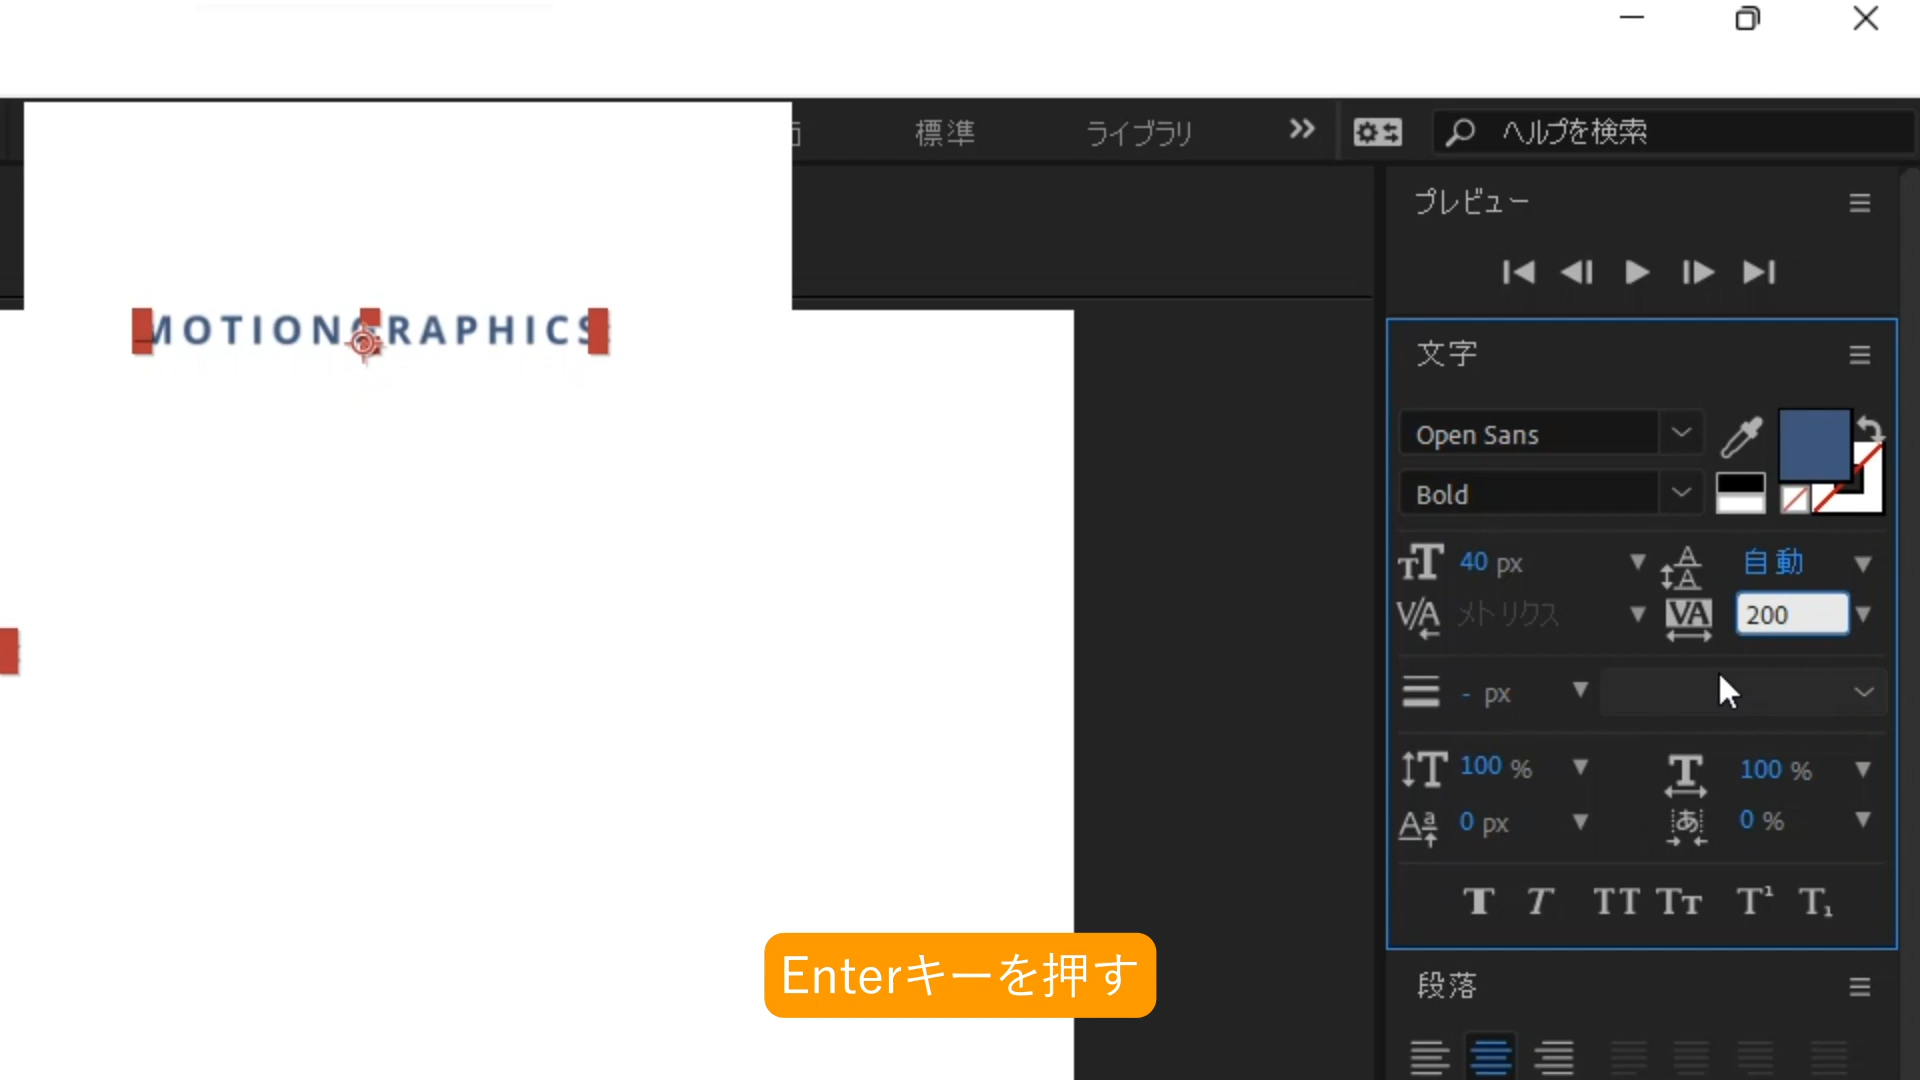 標準 ライブラリ ヘルプを検索
プレビュー
MOTIONGRAPHICS
文字
Open Sans
Bold
40 px 自動
メトリクス 200
- px
100 % 100 %
0 px 0 %
Enterキーを押す
段落